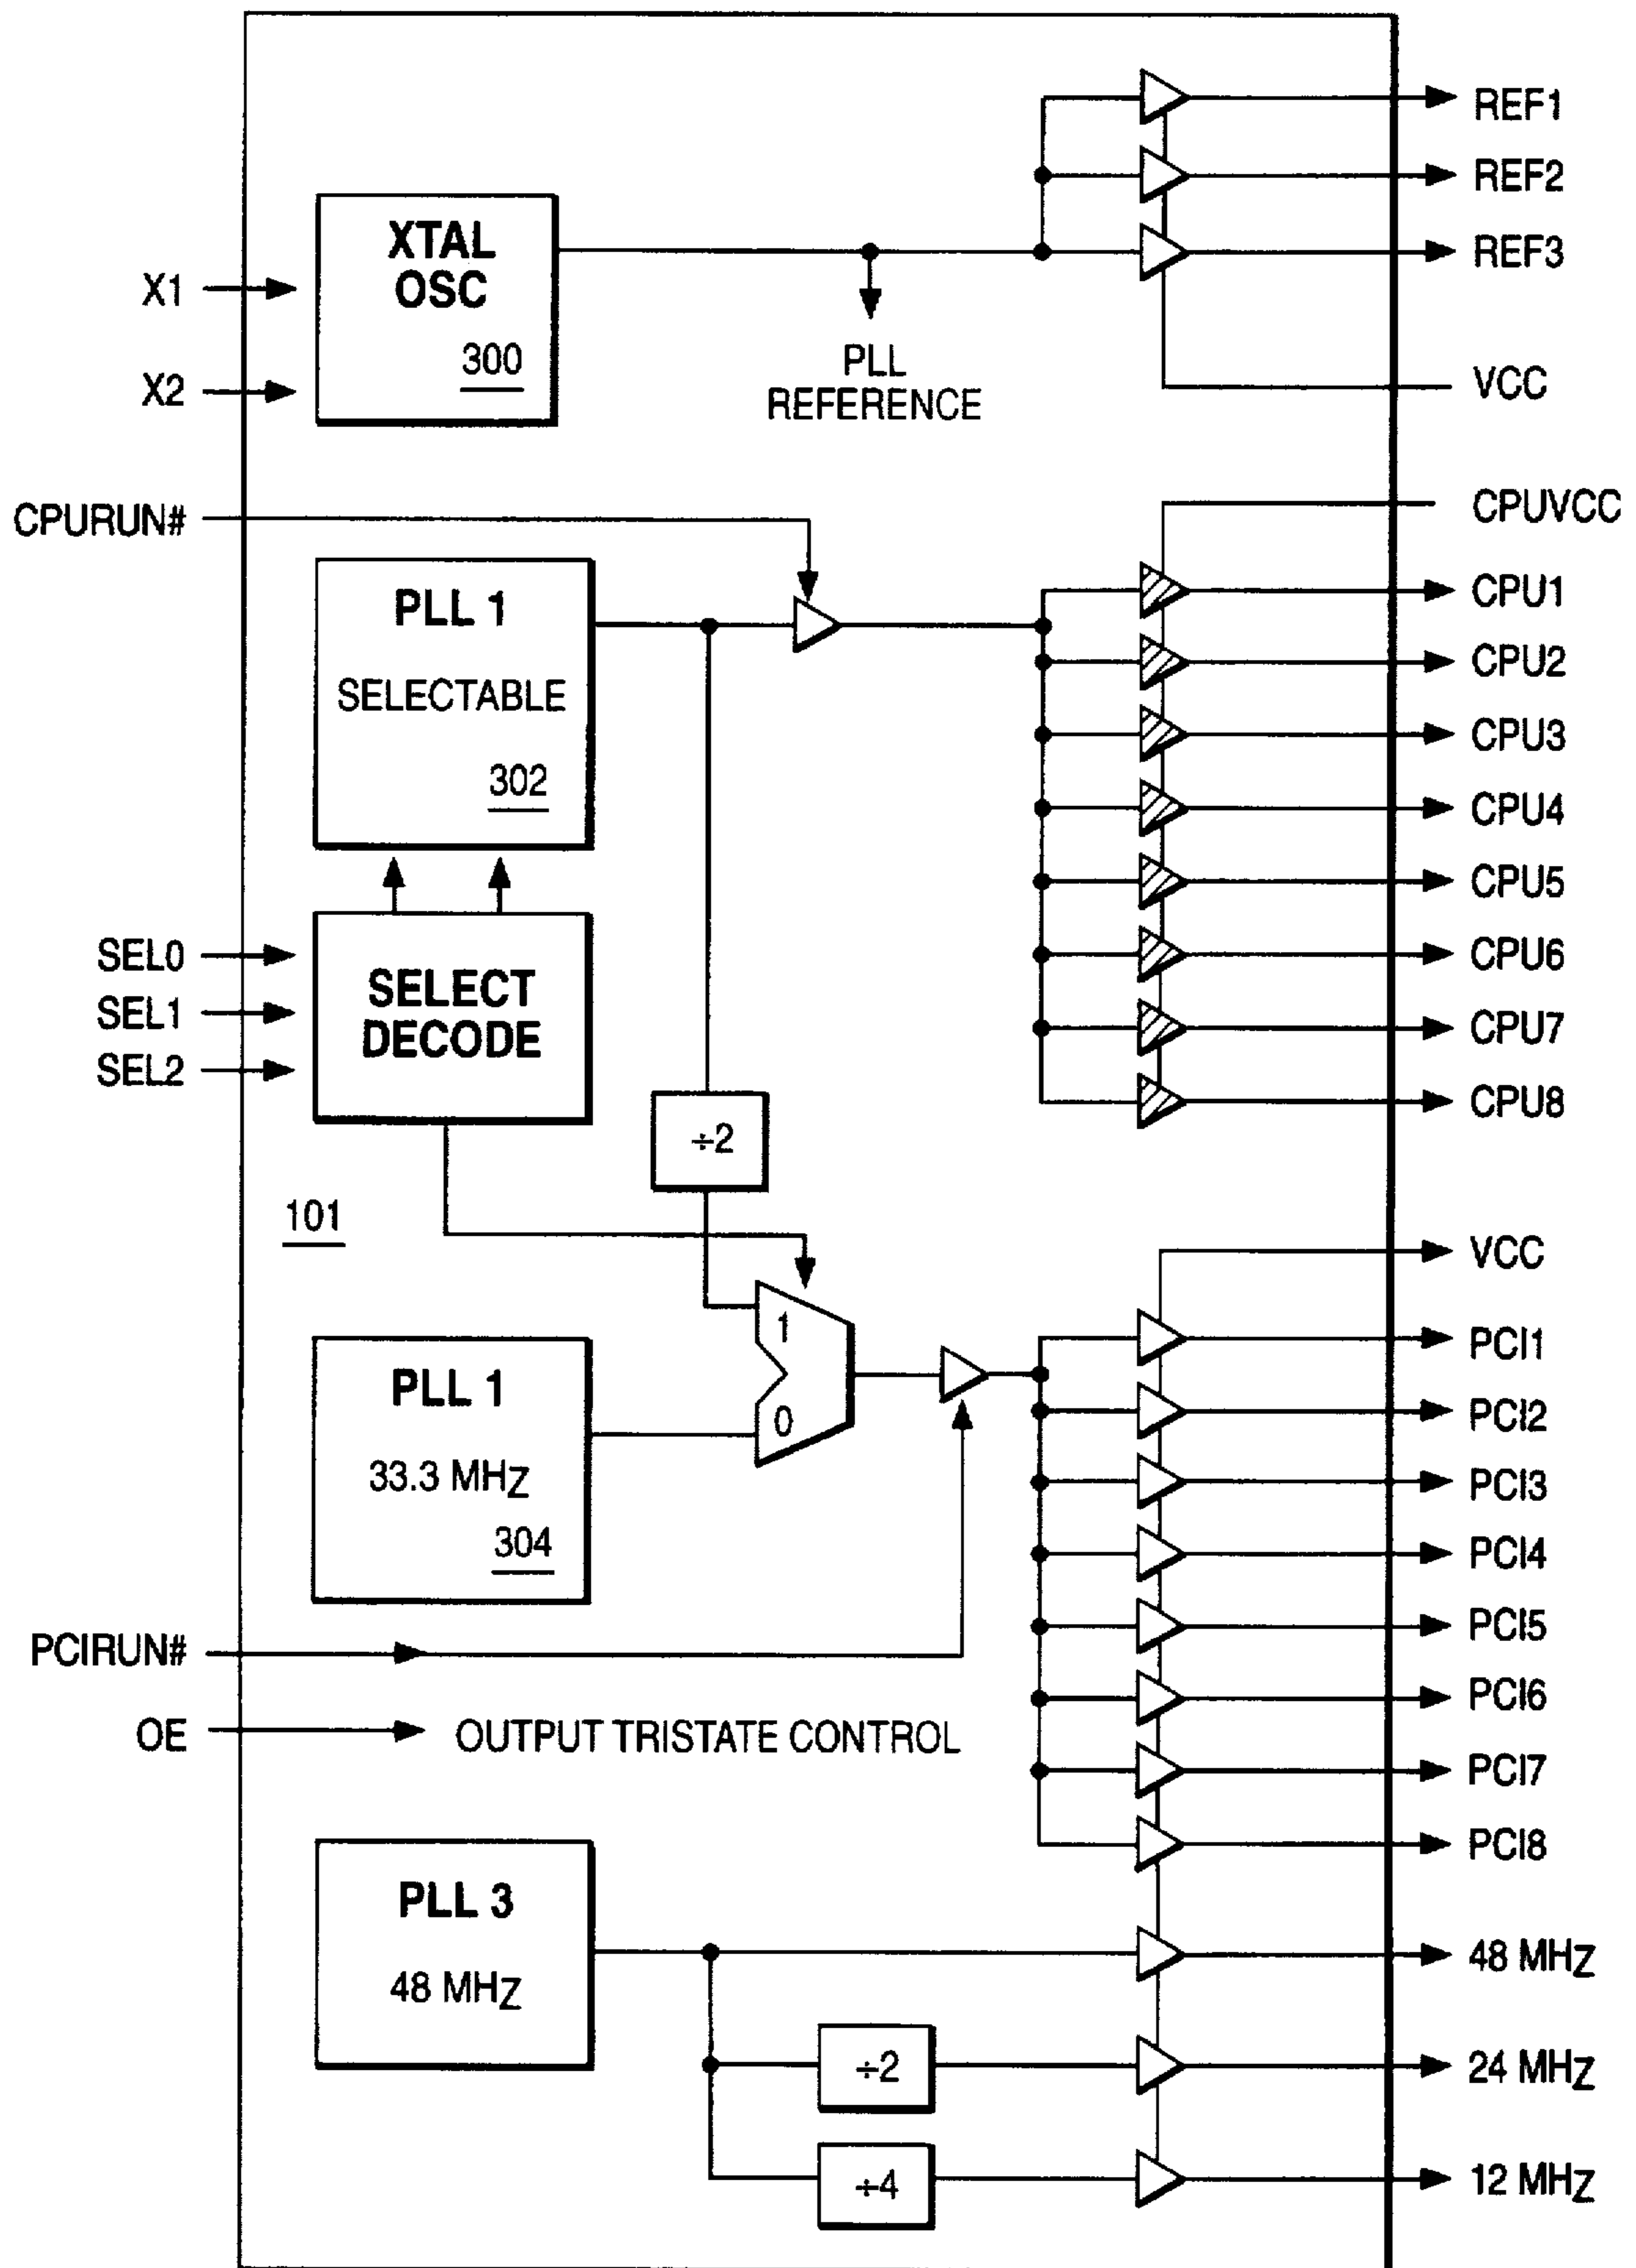 REF1
REF2
REF3
VCC
XTAL
OSC
300
X1
X2
PLL
REFERENCE
CPURUN#
CPUVCC
PLL 1
SELECTABLE
302
CPU1
CPU2
CPU3
CPU4
CPU5
CPU6
CPU7
CPU8
SEL0
SEL1
SEL2
SELECT
DECODE
÷2
101
VCC
1
0
PLL 1
33.3 MHZ
304
PCI1
PCI2
PCI3
PCI4
PCI5
PCI6
PCI7
PCI8
PCIRUN#
OE
OUTPUT TRISTATE CONTROL
PLL 3
48 MHZ
48 MHZ
÷2
24 MHZ
÷4
12 MHZ